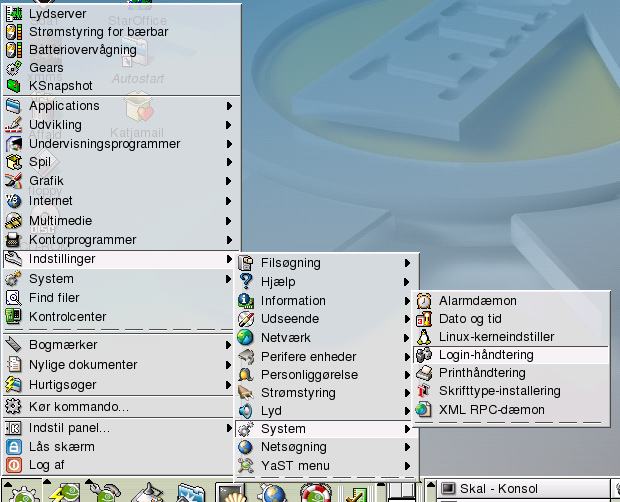 StarOffice
Lydserver
Strømstyring for bærbar
Batteriovervågning
Gears
Autostart
KSnapshot
Applications
Udvikling
Katjamail
Undervisningsprogrammer
Spil
Grafik
floppy
Internet
Multimedie
Kontorprogrammer
Indstillinger
System
Find filer
Kontrolcenter
Bogmærker
Nylige dokumenter
Hurtigsøger
Kør kommando...
Indstil panel...
Lås skærm
Log af
Filsøgning
Hjælp
Information
Udseende
Netværk
Perifere enheder
Personliggørelse
Strømstyring
Lyd
System
Netsøgning
YaST menu
Alarmdæmon
Dato og tid
Linux-kerneindstiller
Login-håndtering
Printhåndtering
Skrifttype-installering
XML RPC-dæmon
Skal - Konsol